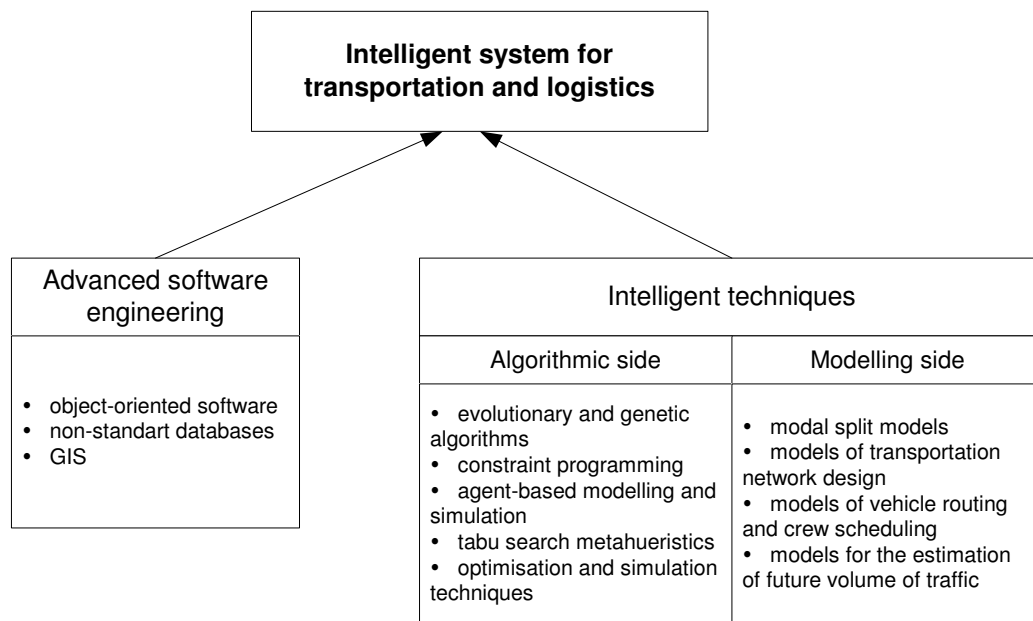 Intelligent system for
transportation and logistics
Advanced software
engineering
• object-oriented software
• non-standart databases
• GIS
Intelligent techniques
Algorithmic side
• evolutionary and genetic
algorithms
• constraint programming
• agent-based modelling and
simulation
• tabu search metahueristics
• optimisation and simulation
techniques
Modelling side
• modal split models
• models of transportation
network design
• models of vehicle routing
and crew scheduling
• models for the estimation
of future volume of traffic